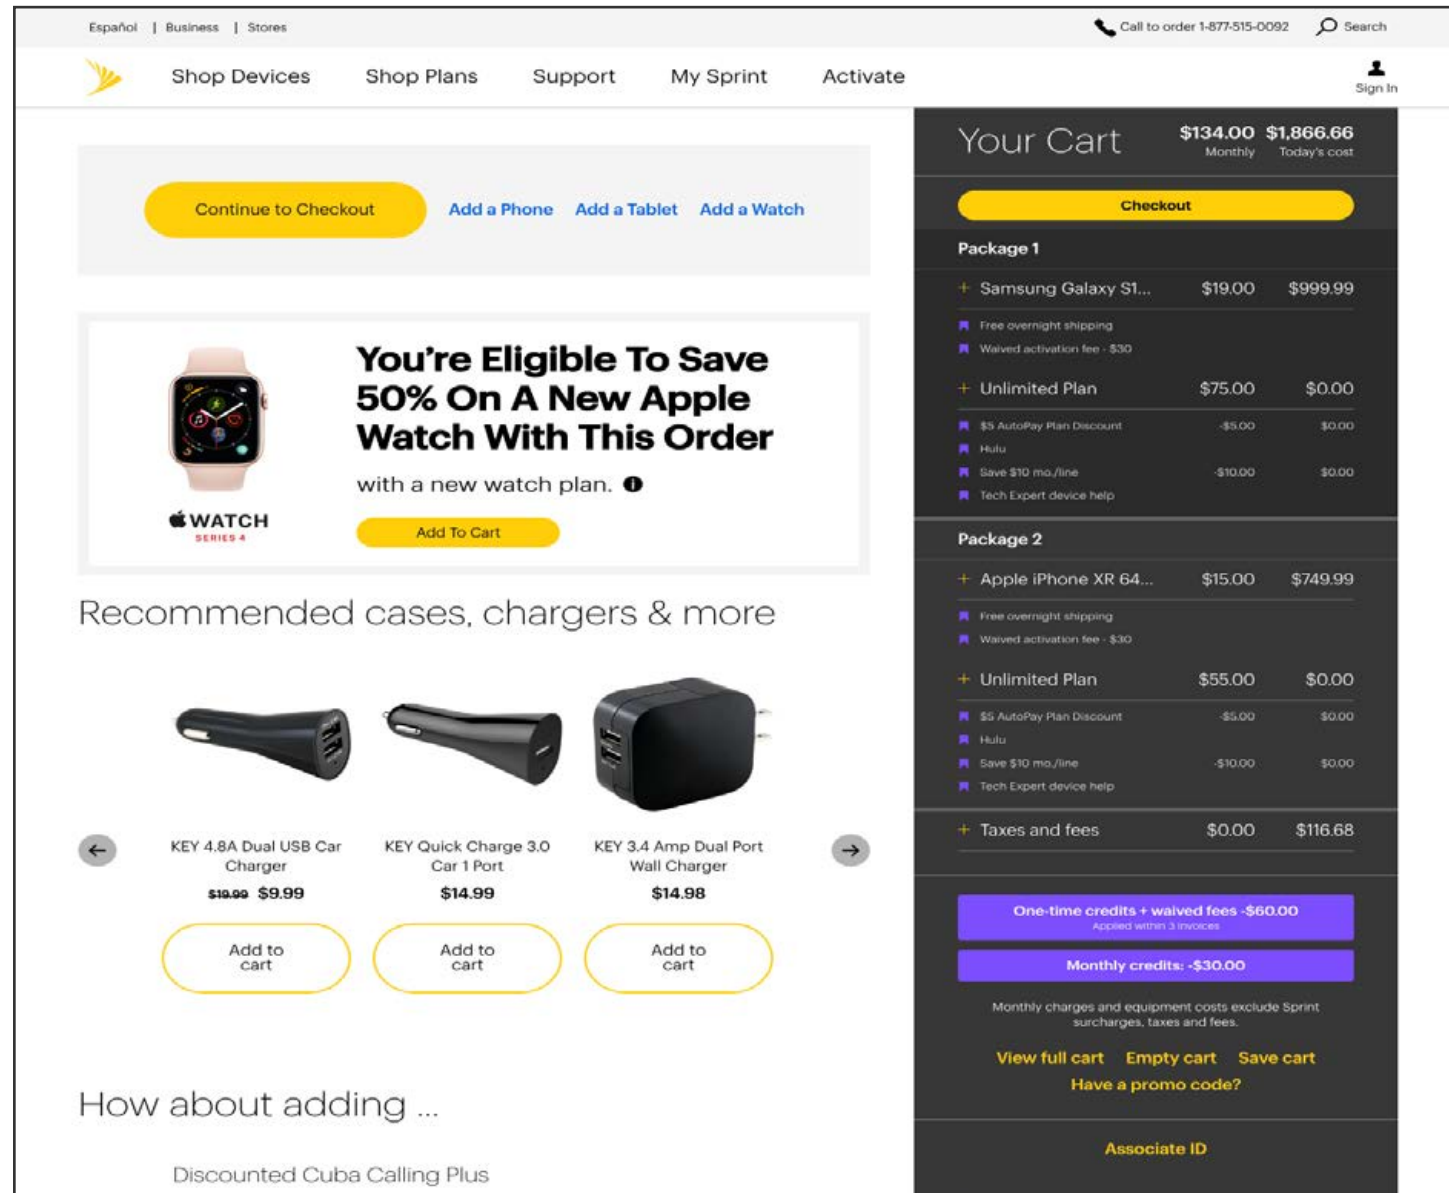 Español | Business | Stores
Call to order 1-877-515-0092 Search
Shop Devices Shop Plans Support My Sprint Activate
Sign In
Continue to Checkout Add a Phone Add a Tablet Add a Watch
You're Eligible To Save
50% On A New Apple
Watch With This Order
with a new watch plan.
Add To Cart
WATCH
SERIES 4
Recommended cases, chargers & more
KEY 4.8A Dual USB Car
Charger
$19.99 $9.99
Add to
cart
KEY Quick Charge 3.0
Car 1 Port
$14.99
Add to
cart
KEY 3.4 Amp Dual Port
Wall Charger
$14.98
Add to
cart
How about adding ...
Discounted Cuba Calling Plus
Your Cart $134.00 $1,866.66
Monthly Today's cost
Checkout
Package 1
+ Samsung Galaxy S1... $19.00 $999.99
Free overnight shipping
Waived activation fee - $30
+ Unlimited Plan $75.00 $0.00
$5 AutoPay Plan Discount -$5.00 $0.00
Hulu
Save $10 mo./line -$10.00 $0.00
Tech Expert device help
Package 2
+ Apple iPhone XR 64... $15.00 $749.99
Free overnight shipping
Waived activation fee - $30
+ Unlimited Plan $55.00 $0.00
$5 AutoPay Plan Discount -$5.00 $0.00
Hulu
Save $10 mo./line -$10.00 $0.00
Tech Expert device help
+ Taxes and fees $0.00 $116.68
One-time credits + waived fees -$60.00
Applied within 3 invoices
Monthly credits: -$30.00
Monthly charges and equipment costs exclude Sprint
surcharges, taxes and fees.
View full cart Empty cart Save cart
Have a promo code?
Associate ID